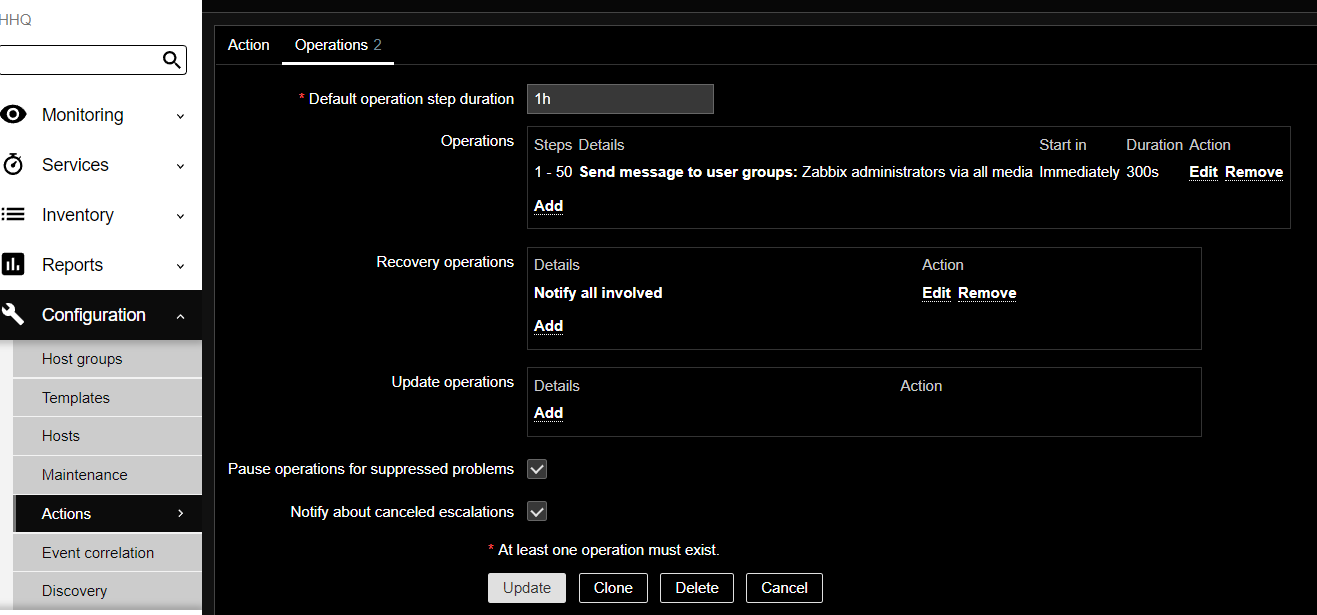 HHQ
Monitoring
Services
Inventory
Reports
Configuration
Host groups
Templates
Hosts
Maintenance
Actions
Event correlation
Discovery
Action Operations 2
* Default operation step duration 1h
Operations
Steps Details Start in Duration Action
1 - 50 Send message to user groups: Zabbix administrators via all media Immediately 300s Edit Remove
Add
Recovery operations
Details Action
Notify all involved Edit Remove
Add
Update operations
Details Action
Add
Pause operations for suppressed problems
Notify about canceled escalations
* At least one operation must exist.
Update Clone Delete Cancel